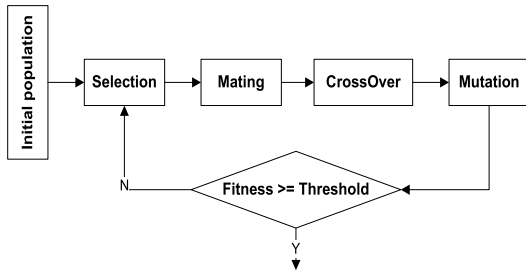 Initial population
Selection
Mating
CrossOver
Mutation
Fitness >= Threshold
N
Y